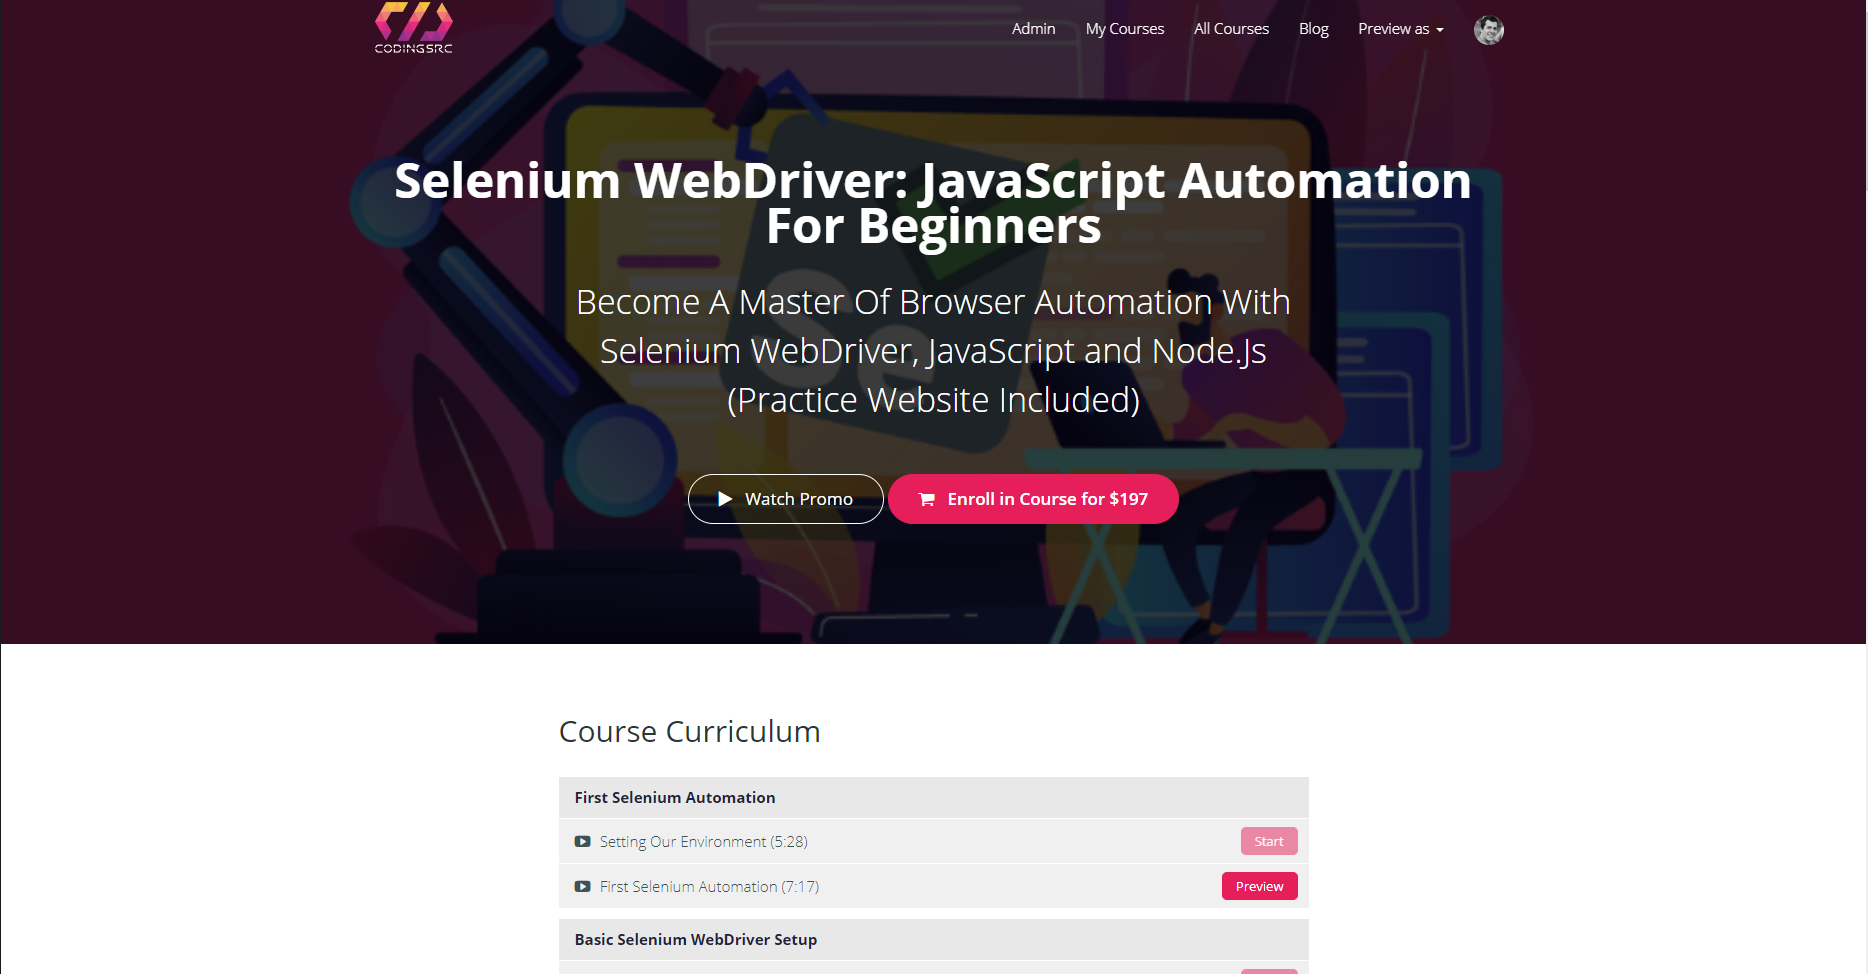 CODINGSRC
Admin My Courses All Courses Blog Preview as
Selenium WebDriver: JavaScript Automation
For Beginners
Become A Master Of Browser Automation With
Selenium WebDriver, JavaScript and Node.Js
(Practice Website Included)
Watch Promo Enroll in Course for $197
Se
Course Curriculum
First Selenium Automation
Setting Our Environment (5:28) Start
First Selenium Automation (7:17) Preview
Basic Selenium WebDriver Setup